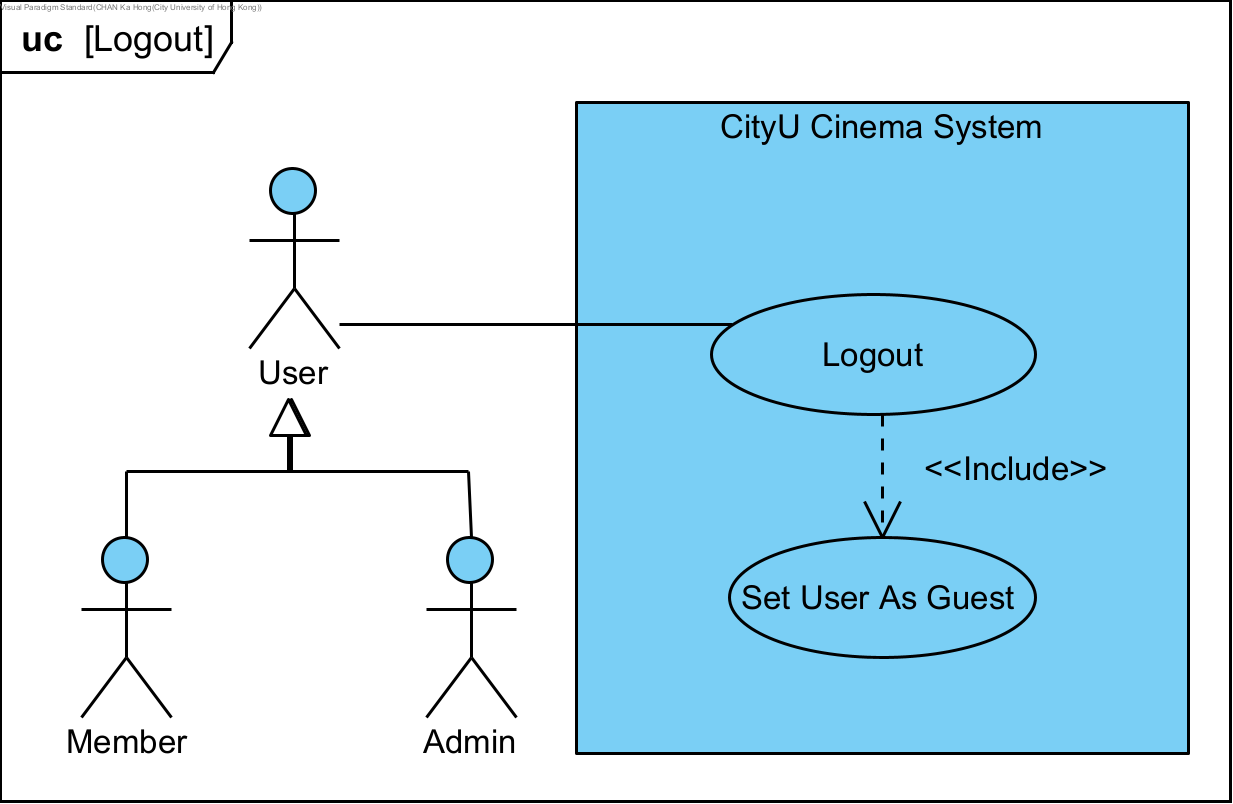 Visual Paradigm Standard(CHAN Ka Hong(City University of Hong Kong))
uc [Logout]
CityU Cinema System
User
Logout
<<Include>>
Set User As Guest
Member
Admin